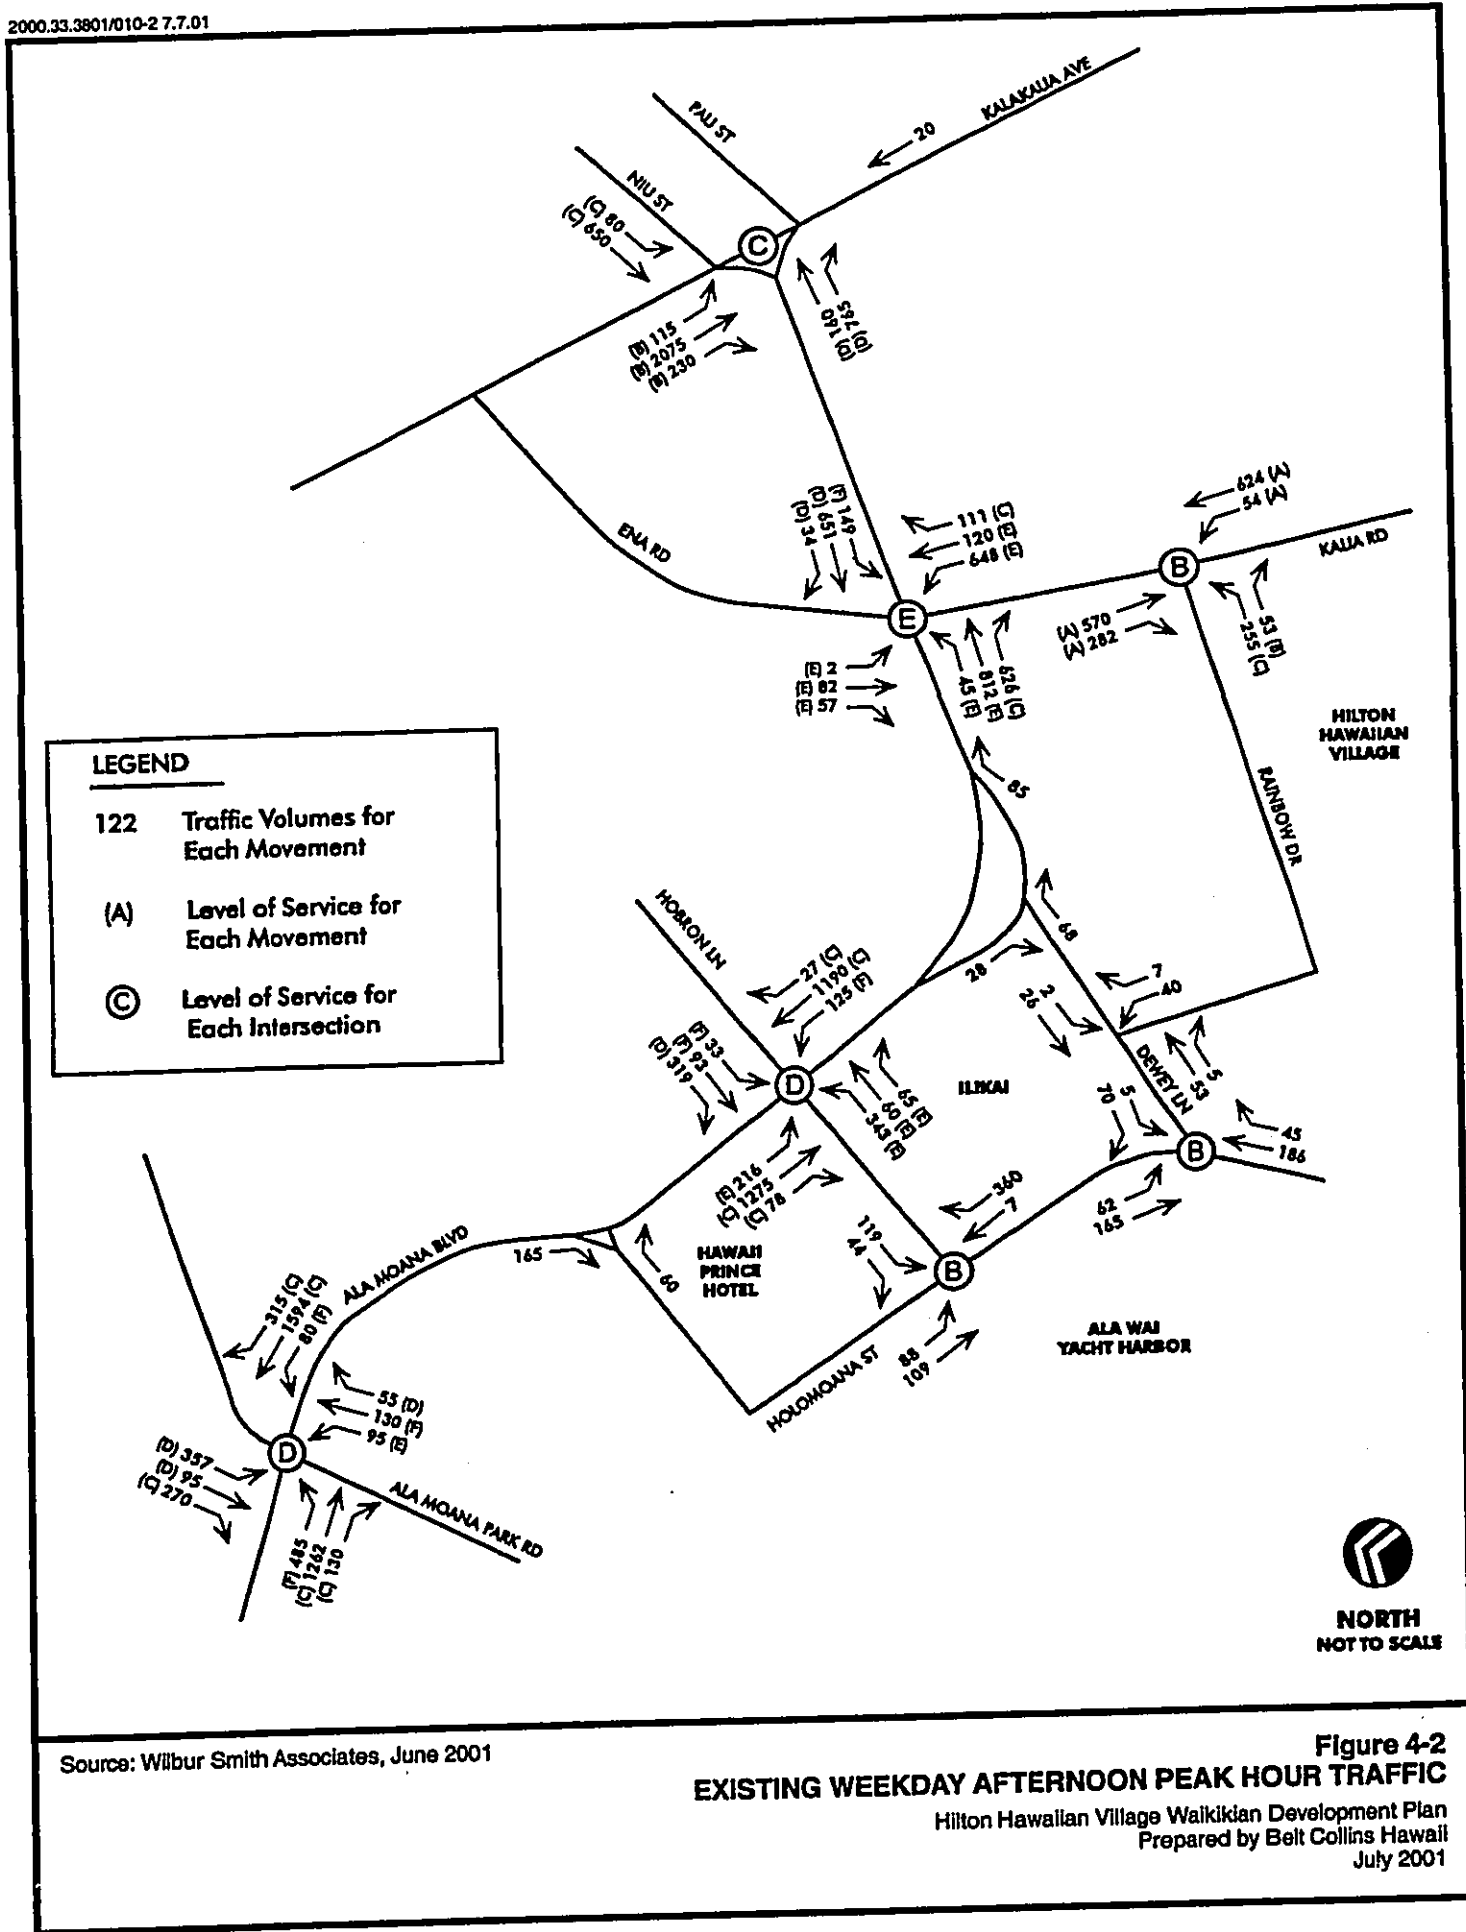 2000.33.3801/010-2 7.7.01
KALAKAUA AVE
PAU ST
20
NIU ST
(C) 80
(C) 650
C
(B) 115
(B) 2075
(B) 230
(D) 160
(D) 765
ENA RD
(D) 34
(D) 651
(F) 149
111 (C)
120 (E)
648 (E)
624 (A)
54 (A)
KALIA RD
B
E
(A) 570
(A) 282
53 (B)
255 (C)
(E) 2
(E) 82
(E) 57
45 (E)
812 (E)
626 (C)
HILTON
HAWAIIAN
VILLAGE
RAINBOW DR
LEGEND
122 Traffic Volumes for
Each Movement
(A) Level of Service for
Each Movement
C Level of Service for
Each Intersection
85
HOBRON LN
68
28
27 (C)
1190 (C)
125 (F)
2
26
7
40
(F) 33
(F) 93
(D) 319
D
65 (E)
60 (E)
343 (E)
ILIKAI
DEWEY LN
5
53
5
70
45
186
B
(E) 216
(C) 1275
(C) 78
360
7
62
165
119
44
B
ALA MOANA BLVD
165
60
HAWAII
PRINCE
HOTEL
88
109
HOLOMOANA ST
ALA WAI
YACHT HARBOR
315 (C)
1594 (C)
80 (F)
55 (D)
130 (F)
95 (E)
D
(D) 357
(D) 95
(C) 270
(F) 485
(C) 1262
(C) 130
ALA MOANA PARK RD
NORTH
NOT TO SCALE
Source: Wilbur Smith Associates, June 2001
Figure 4-2
EXISTING WEEKDAY AFTERNOON PEAK HOUR TRAFFIC
Hilton Hawaiian Village Waikikian Development Plan
Prepared by Belt Collins Hawaii
July 2001